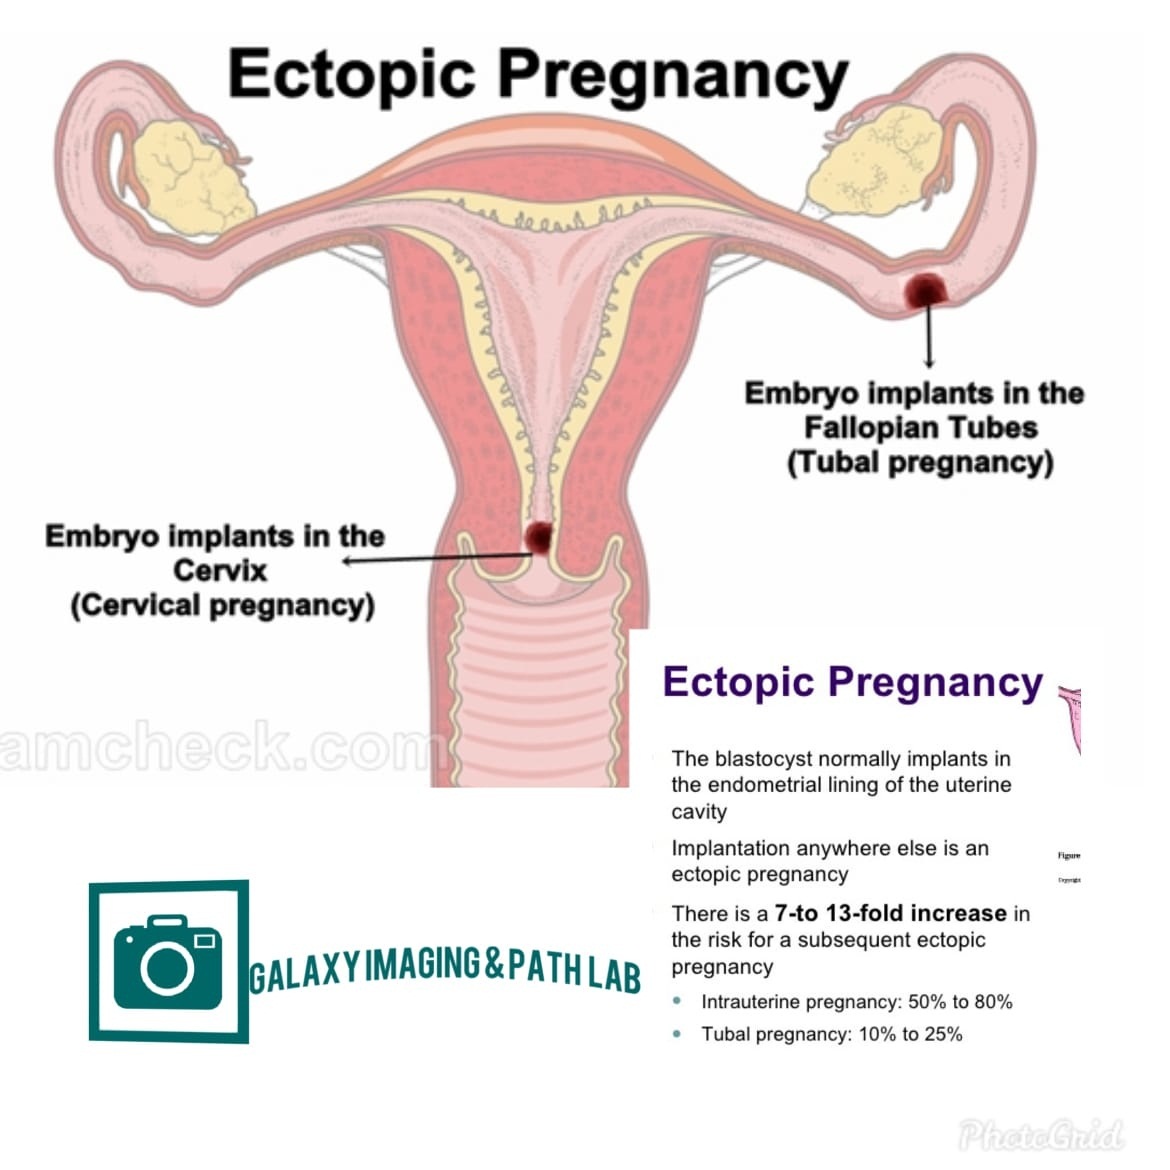 Ectopic Pregnancy
Embryo implants in the
Fallopian Tubes
(Tubal pregnancy)
Embryo implants in the
Cervix
(Cervical pregnancy)
amcheck.com
Ectopic Pregnancy
The blastocyst normally implants in
the endometrial lining of the uterine
cavity
Implantation anywhere else is an
ectopic pregnancy
There is a 7-to 13-fold increase in
the risk for a subsequent ectopic
pregnancy
• Intrauterine pregnancy: 50% to 80%
• Tubal pregnancy: 10% to 25%
Figure
Copyright
GALAXY IMAGING & PATH LAB
PhotoGrid